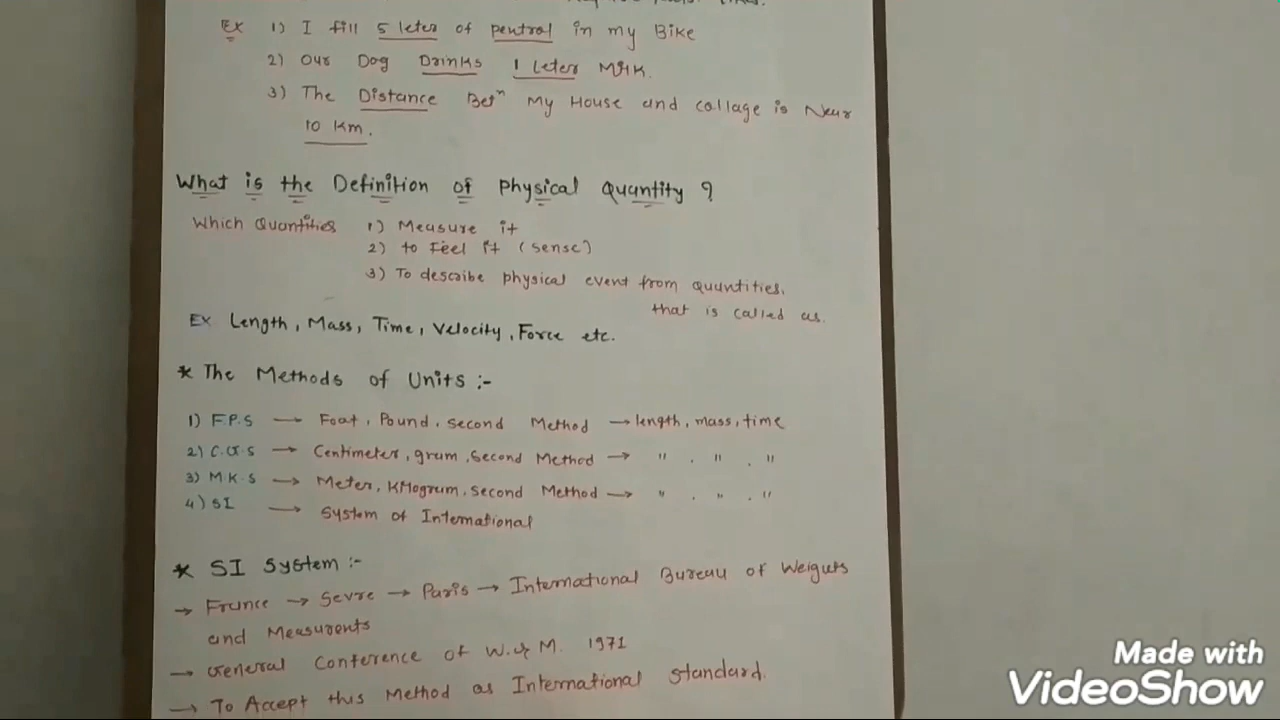 Ex 1) I fill 5 leter of pentrol in my Bike
2) Our Dog Drinks 1 leter Milk.
3) The Distance Betⁿ My House and collage is Near
10 Km.
What is the Definition of Physical Quantity ?
Which Quantities 1) Measure it
2) to Feel it (sense)
3) To describe physical event from quantities.
that is called as.
Ex Length, Mass, Time, Velocity, Force etc.
* The Methods of Units :-
1) F.P.S → Foat, Pound, second Method → length, mass, time
2) C.G.S → Centimeter, gram, Second Method → " . " . "
3) M.K.S → Meter, Kilogram, second Method → " . " . "
4) SI → System of International
* SI System :-
→ France → Sevre → Paris → International Bureau of Weights
and Measurents
→ General Conference of W. & M. 1971
→ To Accept this Method as International Standard.
Made with
VideoShow